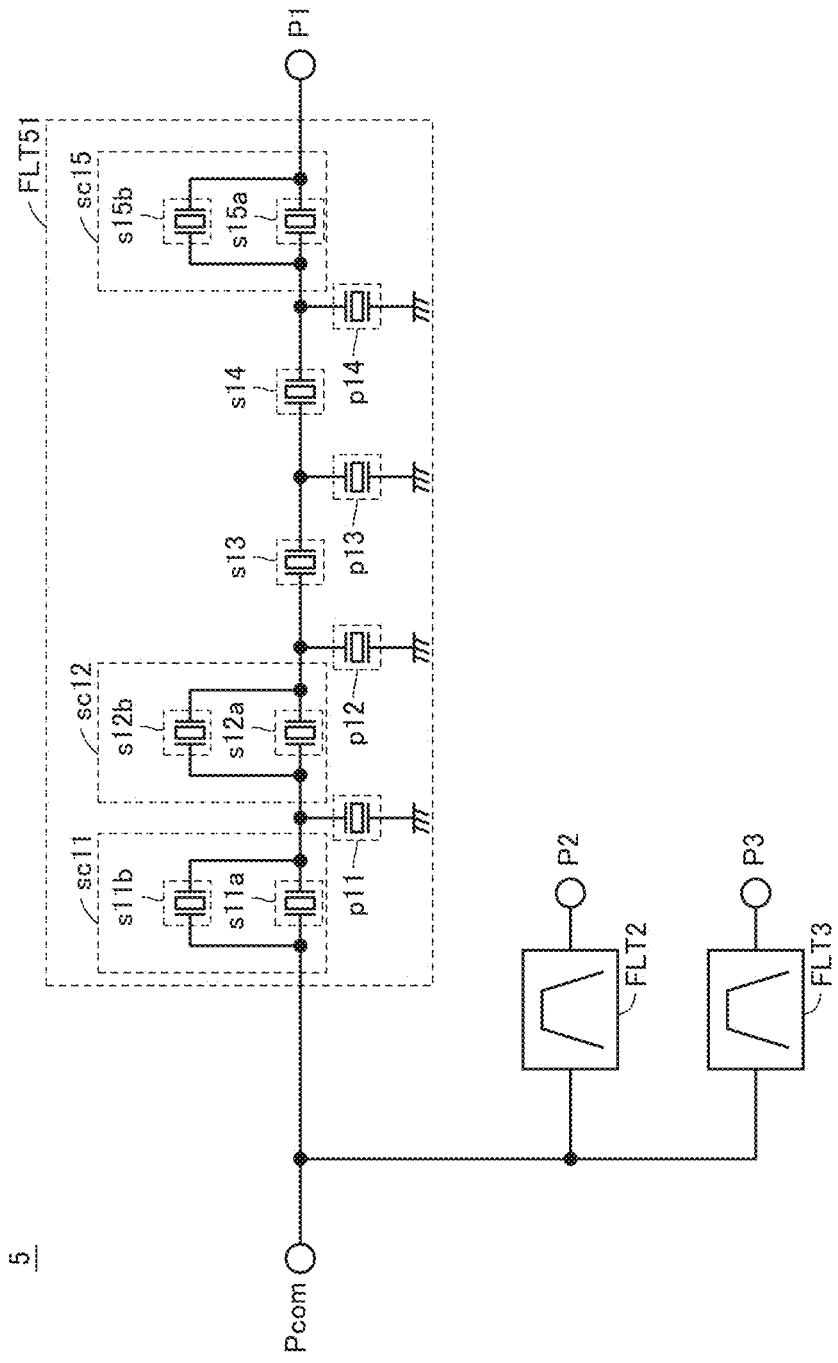 5
FLT51
sc11
s11b
s11a
sc12
s12b
s12a
s13
s14
sc15
s15b
s15a
Pcom
P1
p11
p12
p13
p14
P2
FLT2
P3
FLT3